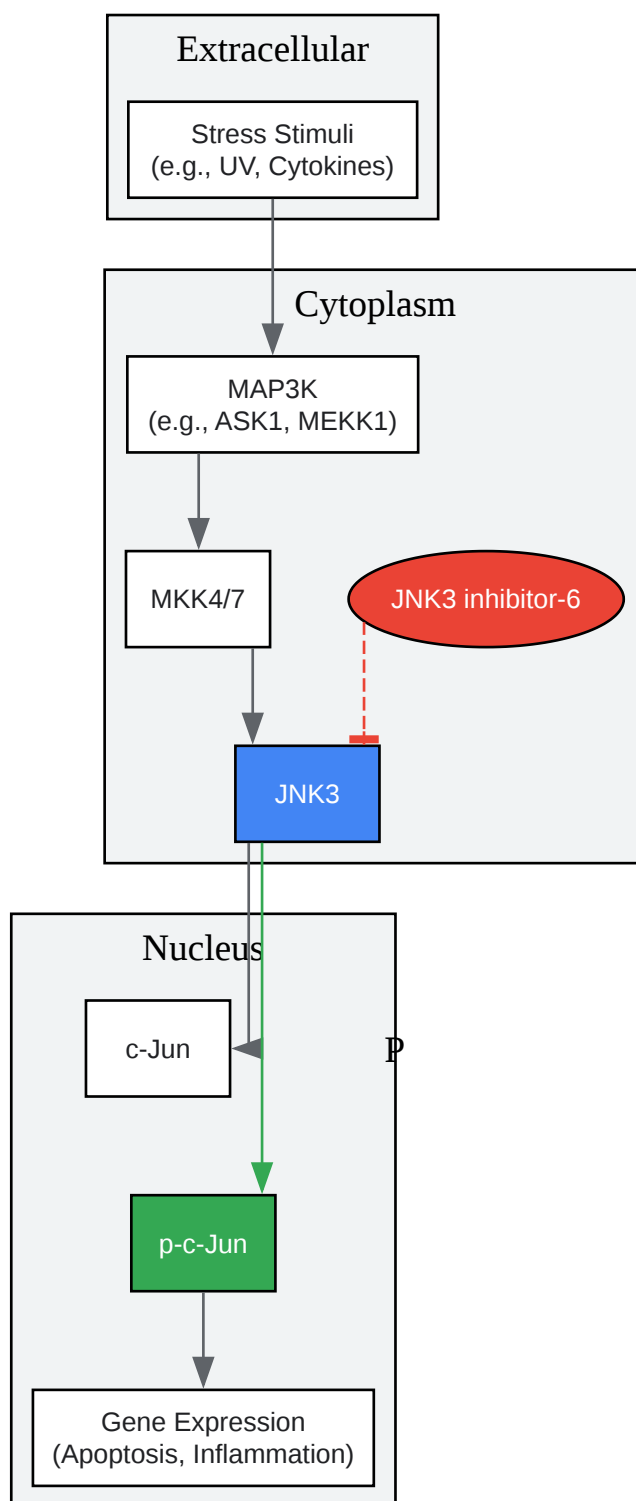 Extracellular
Stress Stimuli
(e.g., UV, Cytokines)
Cytoplasm
MAP3K
(e.g., ASK1, MEKK1)
MKK4/7
JNK3 inhibitor-6
JNK3
Nucleus
c-Jun
P
p-c-Jun
Gene Expression
(Apoptosis, Inflammation)